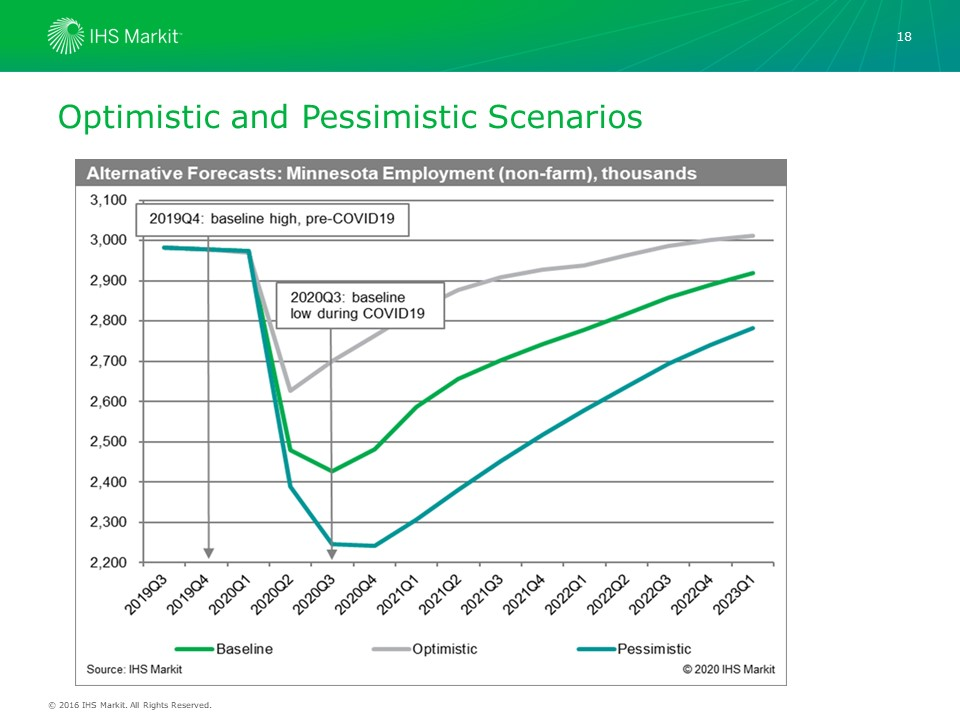 IHS Markit™
18
Optimistic and Pessimistic Scenarios
Alternative Forecasts: Minnesota Employment (non-farm), thousands
3,100
2019Q4: baseline high, pre-COVID19
3,000
2,900
2020Q3: baseline
low during COVID19
2,800
2,700
2,600
2,500
2,400
2,300
2,200
2019Q3
2019Q4
2020Q1
2020Q2
2020Q3
2020Q4
2021Q1
2021Q2
2021Q3
2021Q4
2022Q1
2022Q2
2022Q3
2022Q4
2023Q1
Baseline
Optimistic
Pessimistic
Source: IHS Markit
© 2020 IHS Markit
© 2016 IHS Markit. All Rights Reserved.